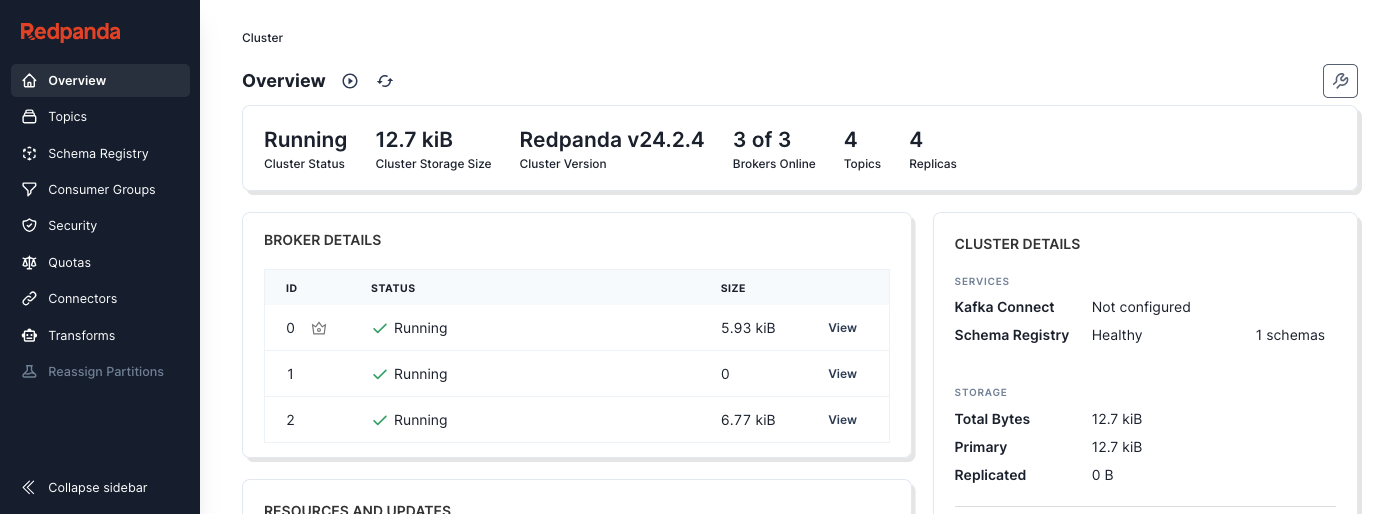 Redpanda
Overview
Topics
Schema Registry
Consumer Groups
Security
Quotas
Connectors
Transforms
Reassign Partitions
Collapse sidebar
Cluster
Overview
Running 12.7 kiB Redpanda v24.2.4 3 of 3 4 4
Cluster Status Cluster Storage Size Cluster Version Brokers Online Topics Replicas
BROKER DETAILS
ID STATUS SIZE
0 Running 5.93 kiB View
1 Running 0 View
2 Running 6.77 kiB View
RESOURCES AND UPDATES
CLUSTER DETAILS
SERVICES
Kafka Connect Not configured
Schema Registry Healthy 1 schemas
STORAGE
Total Bytes 12.7 kiB
Primary 12.7 kiB
Replicated 0 B